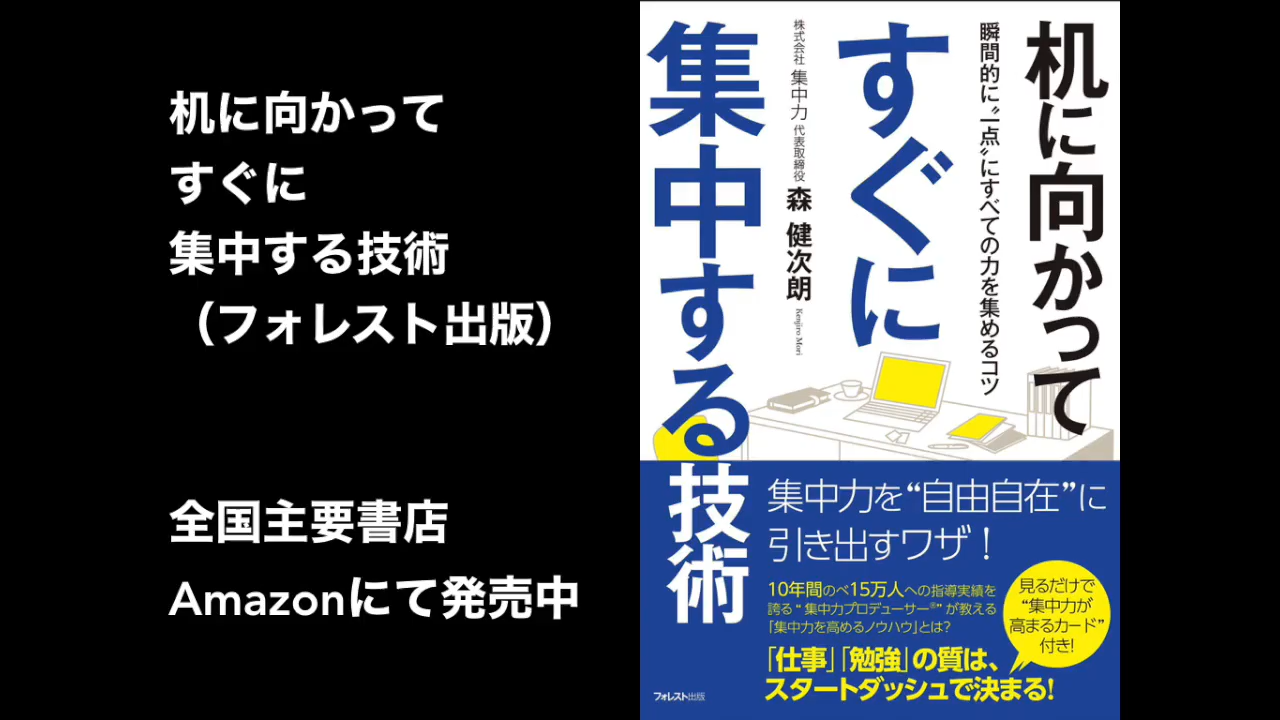 机に向かって
すぐに
集中する技術
（フォレスト出版）
全国主要書店
Amazonにて発売中
机に向かって
瞬間的に〝一点〟にすべての力を集めるコツ
すぐに
株式会社 集中力 代表取締役 森 健次朗 Kenjiro Mori
集中する技術
集中力を“自由自在”に
引き出すワザ！
10年間のべ15万人への指導実績を
誇る“集中力プロデューサー®”が教える
「集中力を高めるノウハウ」とは？
「仕事」「勉強」の質は、
スタートダッシュで決まる！
見るだけで
“集中力が
高まるカード”
付き！
フォレスト出版